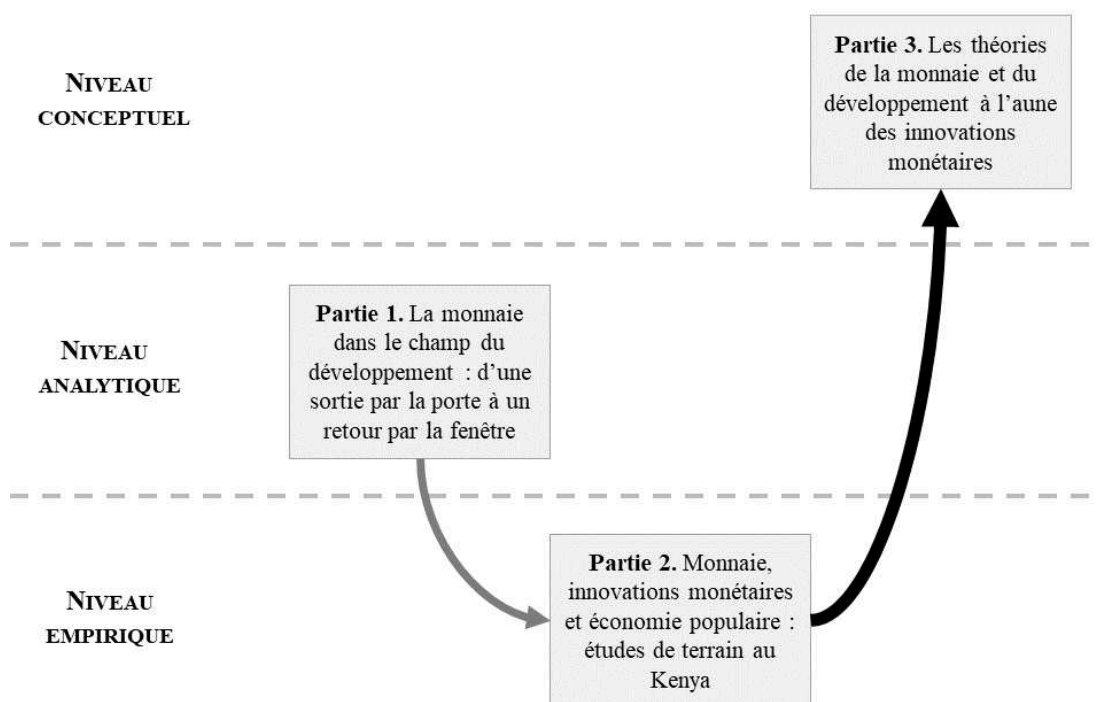 NIVEAU
CONCEPTUEL
Partie 3. Les théories
de la monnaie et du
développement à l’aune
des innovations
monétaires
NIVEAU
ANALYTIQUE
Partie 1. La monnaie
dans le champ du
développement : d’une
sortie par la porte à un
retour par la fenêtre
NIVEAU
EMPIRIQUE
Partie 2. Monnaie,
innovations monétaires
et économie populaire :
études de terrain au
Kenya